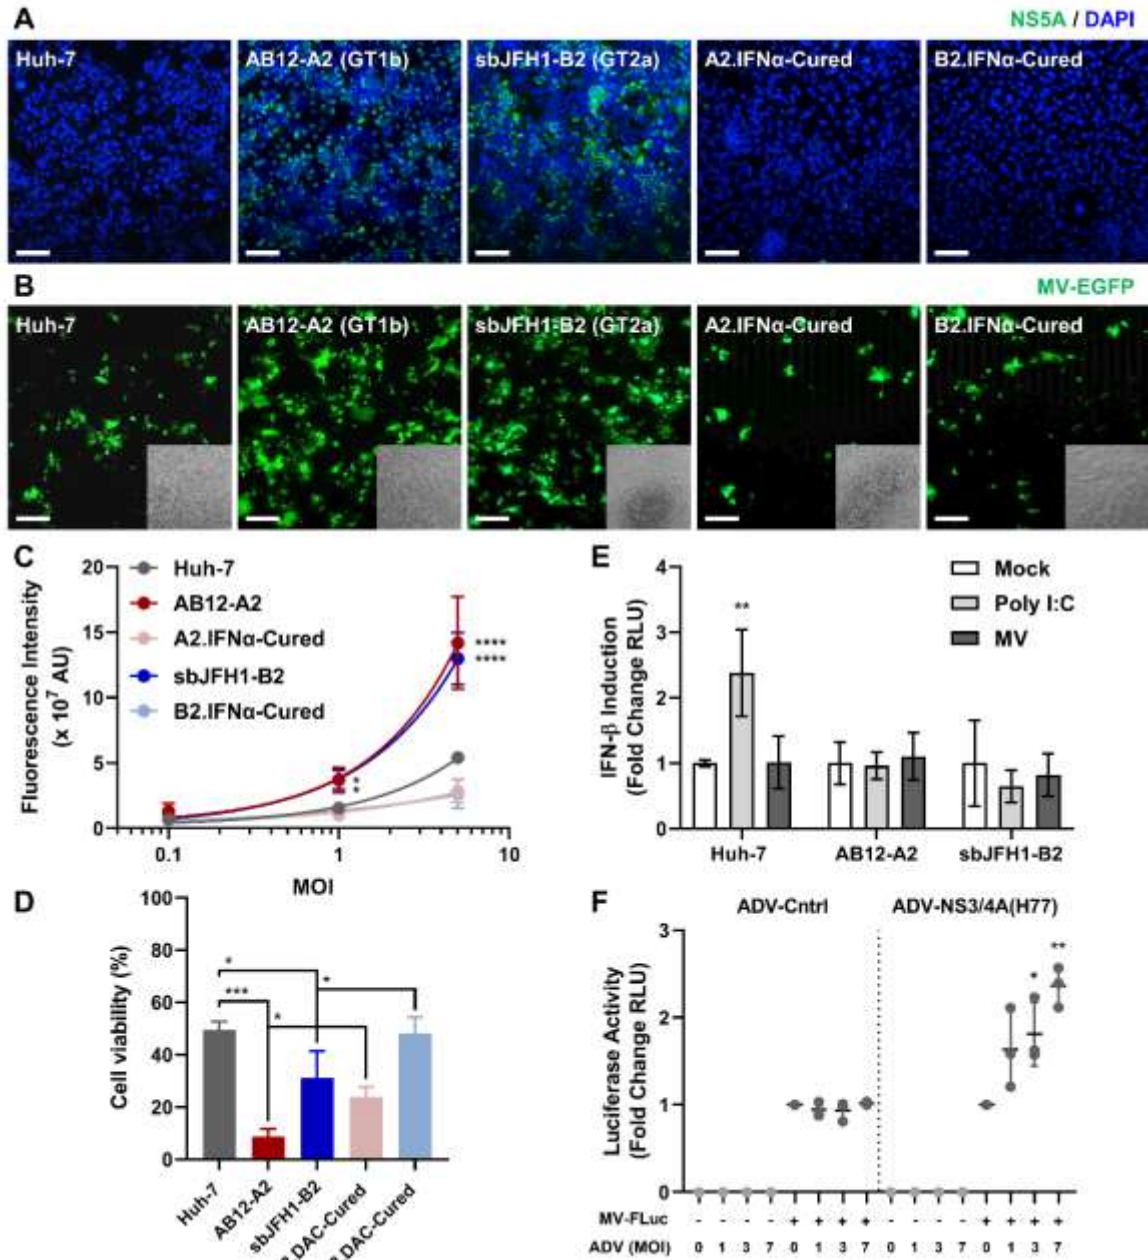 A
NS5A / DAPI
Huh-7
AB12-A2 (GT1b)
sbJFH1-B2 (GT2a)
A2.IFNα-Cured
B2.IFNα-Cured
B
MV-EGFP
Huh-7
AB12-A2 (GT1b)
sbJFH1-B2 (GT2a)
A2.IFNα-Cured
B2.IFNα-Cured
C
Fluorescence Intensity
(x 10⁷ AU)
20
15
10
5
0
Huh-7
AB12-A2
A2.IFNα-Cured
sbJFH1-B2
B2.IFNα-Cured
****
****
*
*
0.1
1
10
MOI
E
IFN-β Induction
(Fold Change RLU)
4
3
2
1
0
Mock
Poly I:C
MV
**
Huh-7
AB12-A2
sbJFH1-B2
D
Cell viability (%)
100
80
60
40
20
0
*
***
*
*
Huh-7
AB12-A2
sbJFH1-B2
DAC-Cured
DAC-Cured
F
ADV-Cntrl
ADV-NS3/4A(H77)
Luciferase Activity
(Fold Change RLU)
3
2
1
0
*
**
MV-FLuc - - - - + + + + - - - - + + + +
ADV (MOI) 0 1 3 7 0 1 3 7 0 1 3 7 0 1 3 7